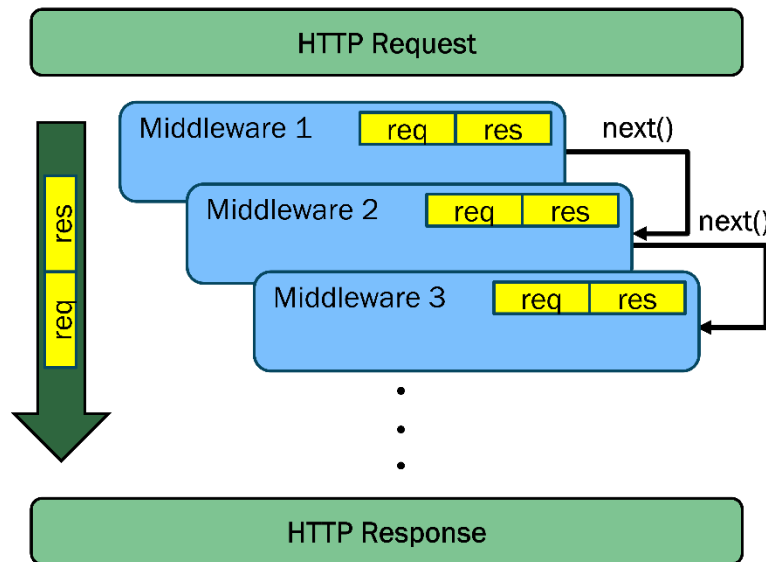 HTTP Request
Middleware 1
req res
next()
Middleware 2
req res
next()
Middleware 3
req res
req res
HTTP Response